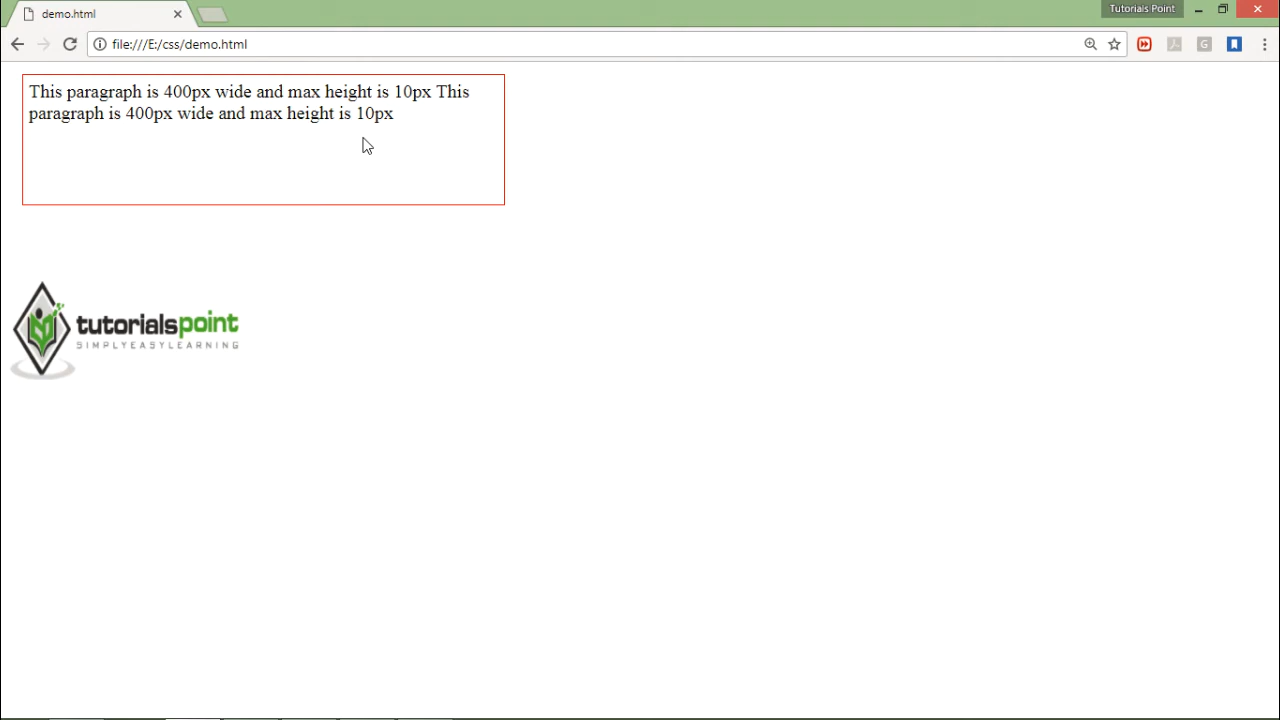 demo.html
Tutorials Point
file:///E:/css/demo.html
This paragraph is 400px wide and max height is 10px This
paragraph is 400px wide and max height is 10px
tutorialspoint
SIMPLYEASYLEARNING